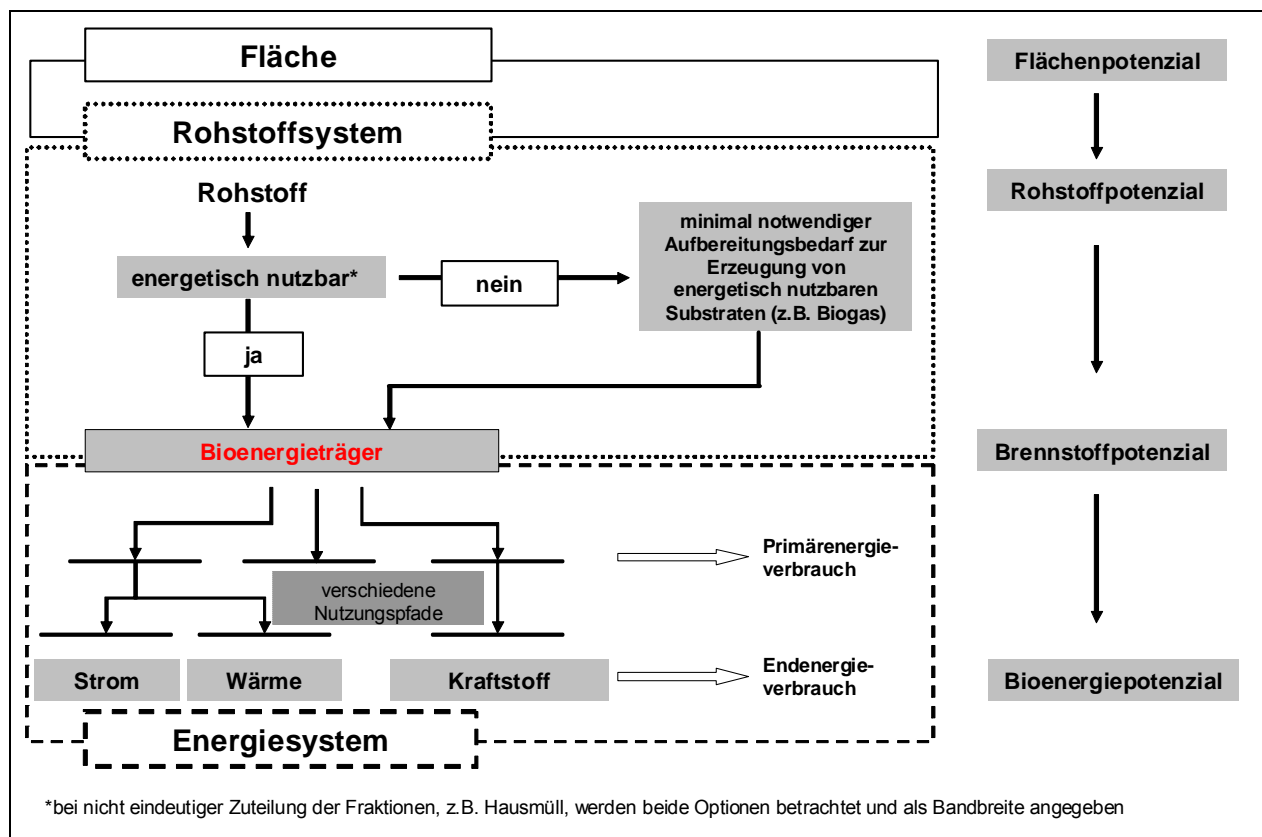 Fläche
Flächenpotenzial
Rohstoffsystem
Rohstoff
Rohstoffpotenzial
energetisch nutzbar*
nein
minimal notwendiger
Aufbereitungsbedarf zur
Erzeugung von
energetisch nutzbaren
Substraten (z.B. Biogas)
ja
Bioenergieträger
Brennstoffpotenzial
Primärenergie-
verbrauch
verschiedene
Nutzungspfade
Strom
Wärme
Kraftstoff
Endenergie-
verbrauch
Bioenergiepotenzial
Energiesystem
*bei nicht eindeutiger Zuteilung der Fraktionen, z.B. Hausmüll, werden beide Optionen betrachtet und als Bandbreite angegeben